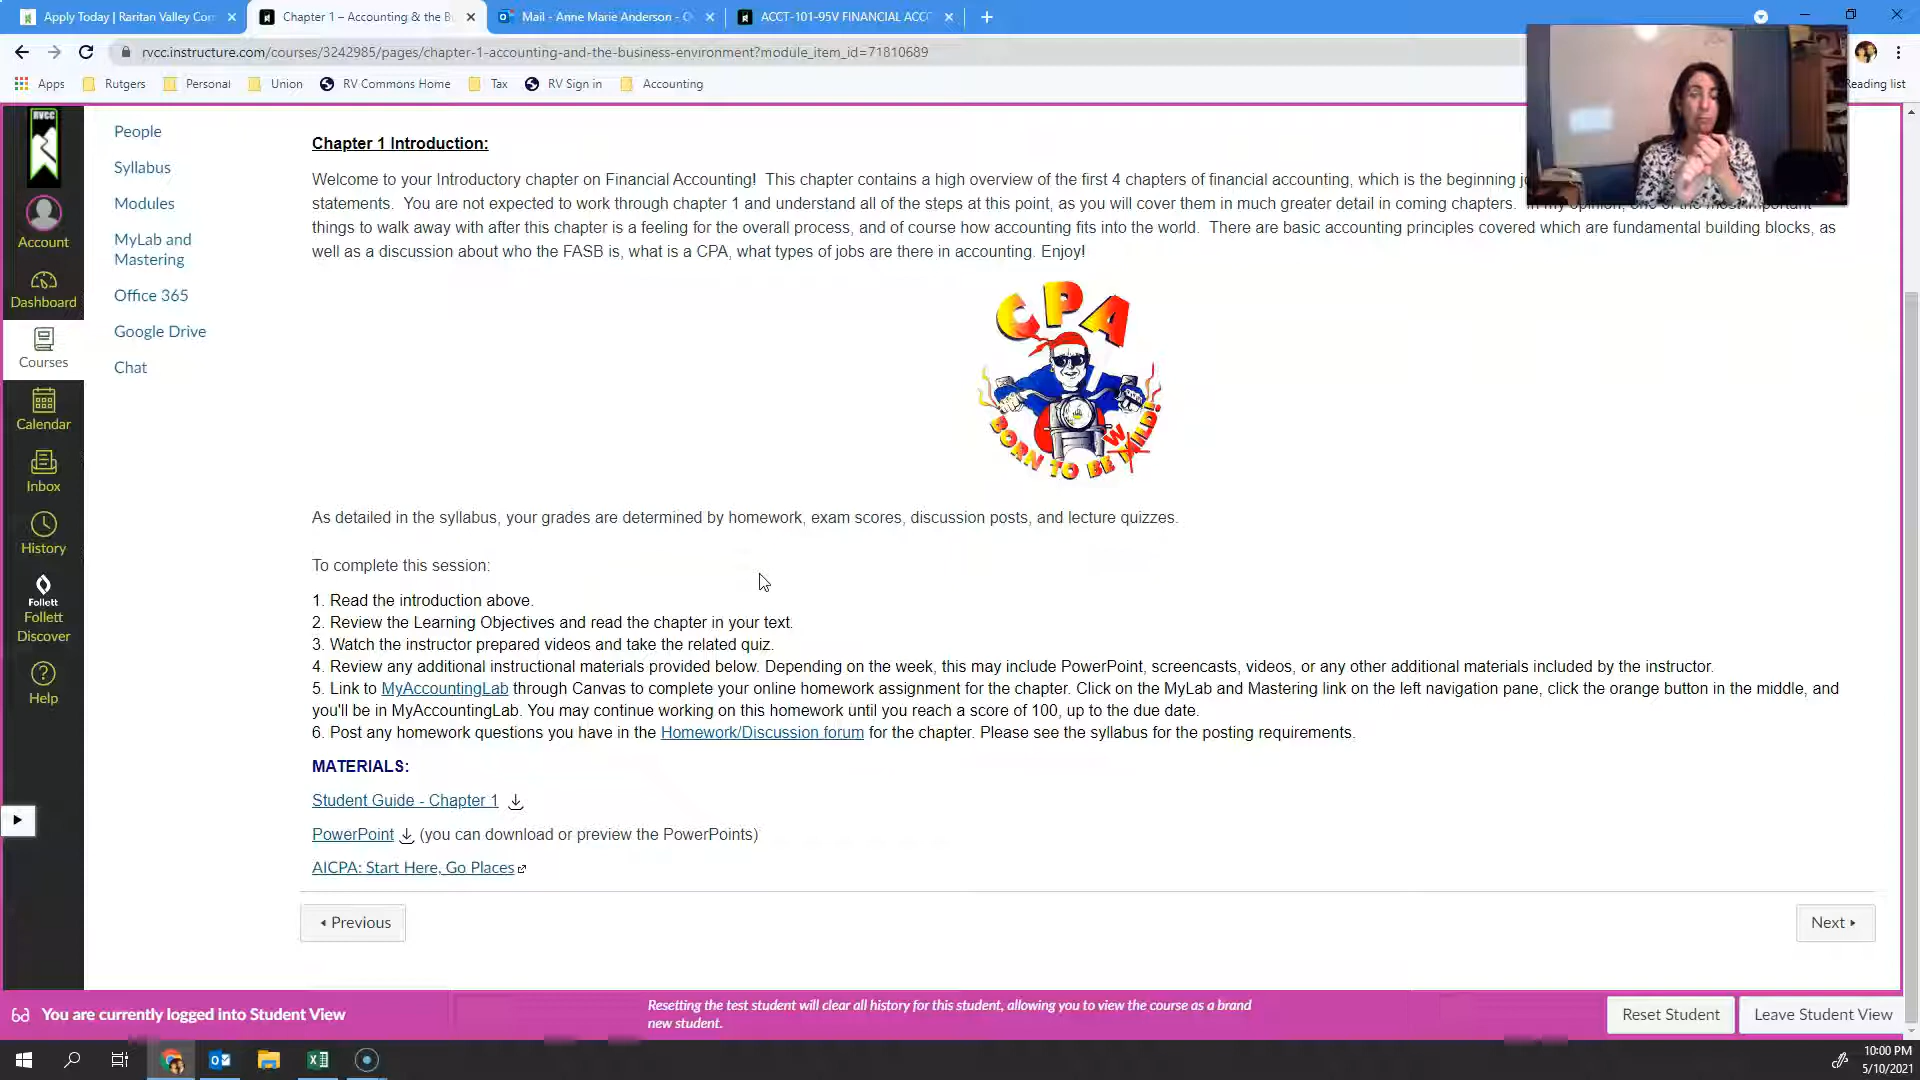 Apply Today | Raritan Valley Com
Chapter 1 – Accounting & the B
Mail - Anne Marie Anderson - O
ACCT-101-95V FINANCIAL ACC
rvcc.instructure.com/courses/3242985/pages/chapter-1-accounting-and-the-business-environment?module_item_id=71810689
Apps
Rutgers
Personal
Union
RV Commons Home
Tax
RV Sign in
Accounting
Reading list
RVCC
Account
Dashboard
Courses
Calendar
Inbox
History
Follett
Follett
Discover
Help
People
Syllabus
Modules
MyLab and
Mastering
Office 365
Google Drive
Chat
Chapter 1 Introduction:
Welcome to your Introductory chapter on Financial Accounting!  This chapter contains a high overview of the first 4 chapters of financial accounting, which is the beginning
statements.  You are not expected to work through chapter 1 and understand all of the steps at this point, as you will cover them in much greater detail in coming chapters.  In my opinion, one of the most important
things to walk away with after this chapter is a feeling for the overall process, and of course how accounting fits into the world.  There are basic accounting principles covered which are fundamental building blocks, as
well as a discussion about who the FASB is, what is a CPA, what types of jobs are there in accounting. Enjoy!
CPA
BORN TO BE WILD!
As detailed in the syllabus, your grades are determined by homework, exam scores, discussion posts, and lecture quizzes.
To complete this session:
1. Read the introduction above.
2. Review the Learning Objectives and read the chapter in your text.
3. Watch the instructor prepared videos and take the related quiz.
4. Review any additional instructional materials provided below. Depending on the week, this may include PowerPoint, screencasts, videos, or any other additional materials included by the instructor.
5. Link to MyAccountingLab through Canvas to complete your online homework assignment for the chapter. Click on the MyLab and Mastering link on the left navigation pane, click the orange button in the middle, and
you'll be in MyAccountingLab. You may continue working on this homework until you reach a score of 100, up to the due date.
6. Post any homework questions you have in the Homework/Discussion forum for the chapter. Please see the syllabus for the posting requirements.
MATERIALS:
Student Guide - Chapter 1
PowerPoint (you can download or preview the PowerPoints)
AICPA: Start Here, Go Places
Previous
Next
You are currently logged into Student View
Resetting the test student will clear all history for this student, allowing you to view the course as a brand
new student.
Reset Student
Leave Student View
10:00 PM
5/10/2021